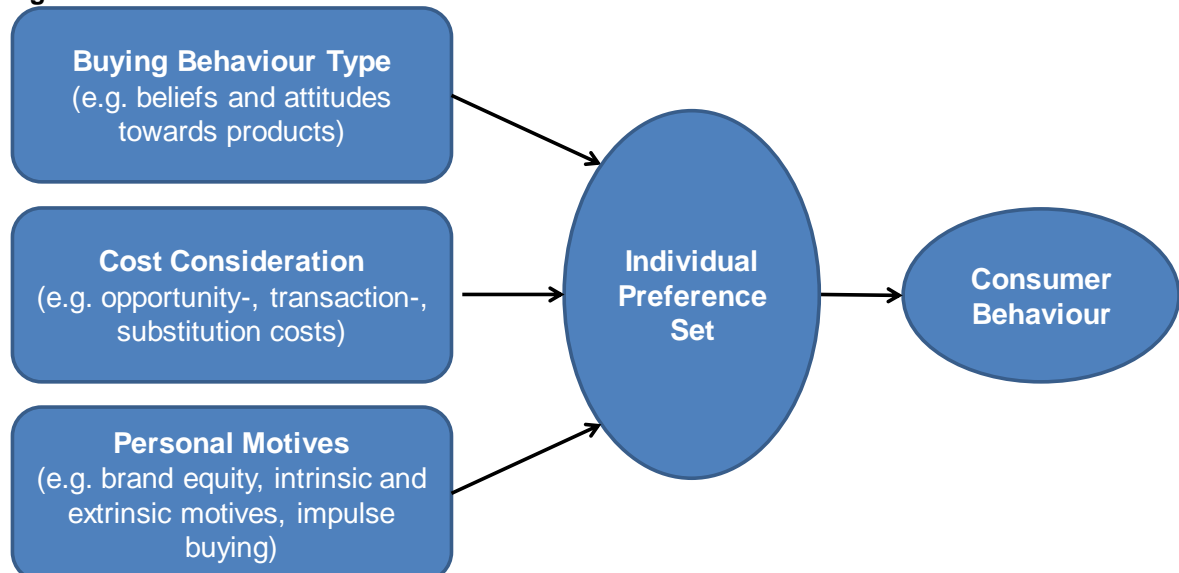 Buying Behaviour Type
(e.g. beliefs and attitudes
towards products)
Cost Consideration
(e.g. opportunity-, transaction-,
substitution costs)
Personal Motives
(e.g. brand equity, intrinsic and
extrinsic motives, impulse
buying)
Individual
Preference
Set
Consumer
Behaviour